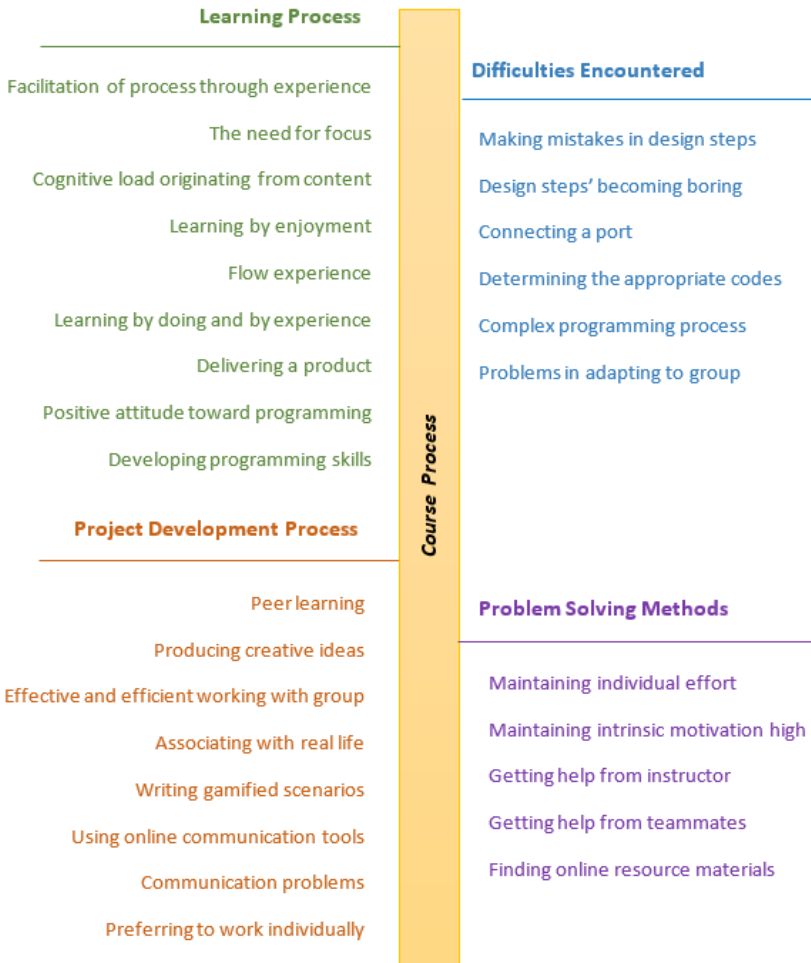 Learning Process
Facilitation of process through experience
The need for focus
Cognitive load originating from content
Learning by enjoyment
Flow experience
Learning by doing and by experience
Delivering a product
Positive attitude toward programming
Developing programming skills
Project Development Process
Peer learning
Producing creative ideas
Effective and efficient working with group
Associating with real life
Writing gamified scenarios
Using online communication tools
Communication problems
Preferring to work individually
Course Process
Difficulties Encountered
Making mistakes in design steps
Design steps’ becoming boring
Connecting a port
Determining the appropriate codes
Complex programming process
Problems in adapting to group
Problem Solving Methods
Maintaining individual effort
Maintaining intrinsic motivation high
Getting help from instructor
Getting help from teammates
Finding online resource materials